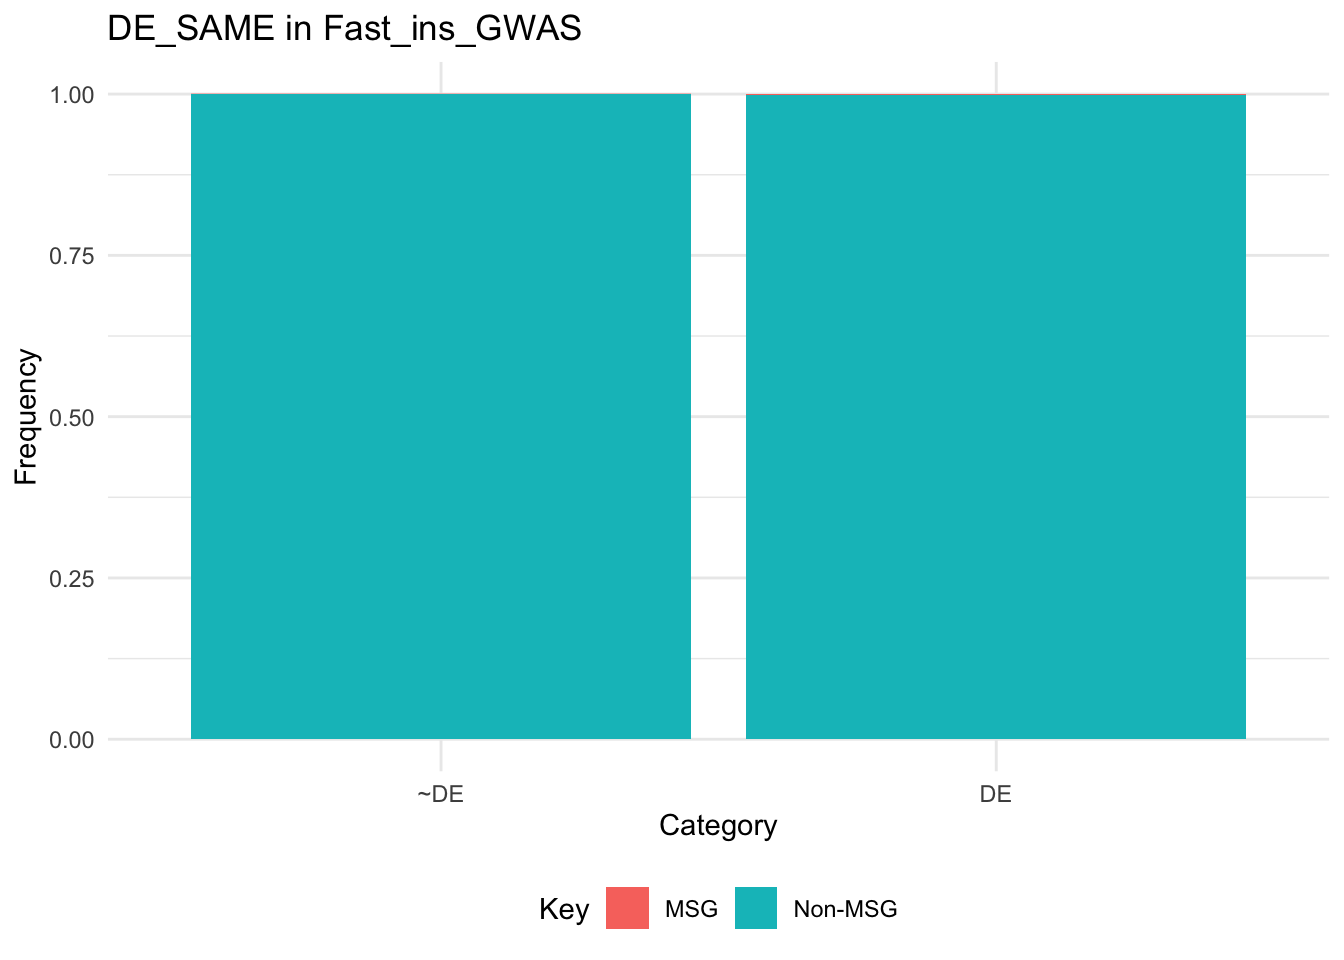 DE_SAME in Fast_ins_GWAS
1.00
0.75
0.50
0.25
0.00
Frequency
~DE DE
Category
Key MSG Non-MSG